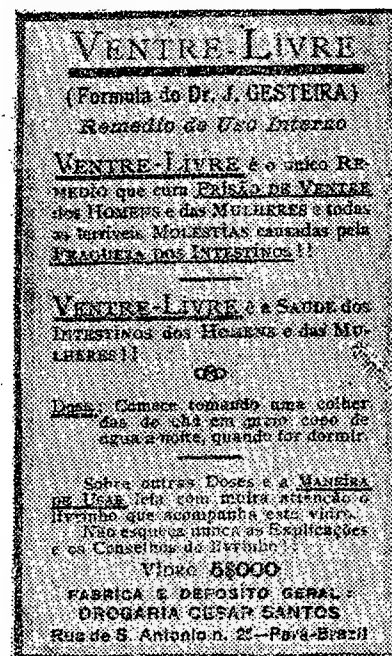 VENTRE-LIVRE
(Formula do Dr. J. GESTEIRA)
Remedio de Uso Interno
VENTRE-LIVRE é o unico RE-
MEDIO que cura PRISÃO DE VENTRE
dos HOMENS e das MULHERES e todas
as terriveis MOLESTIAS causadas pela
FRAQUEZA DOS INTESTINOS!!
VENTRE-LIVRE é a SAUDE dos
INTESTINOS dos HOMENS e das MU-
LHERES!!
Dose: Comece tomando uma colher
das de chá em meio copo de
agua á noite, quando for dormir.
Sobre outras Doses e a MANEIRA
DE USAR leia com muita attenção o
livrinho que acompanha este vidro.
Não esqueça nunca as Explicações
e os Conselhos do livrinho!!
Vidro 5$000
FABRICA E DEPOSITO GERAL:
DROGARIA CESAR SANTOS
Rua de S. Antonio n. —Pará-Brazil